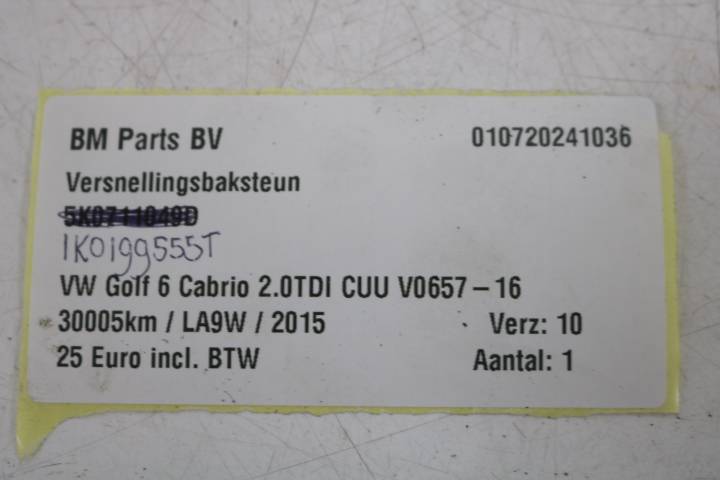 BM Parts BV 010720241036
Versnellingsbaksteun
5K0711049D
1K0199555T
VW Golf 6 Cabrio 2.0TDI CUU V0657-16
30005km / LA9W / 2015 Verz: 10
25 Euro incl. BTW Aantal: 1